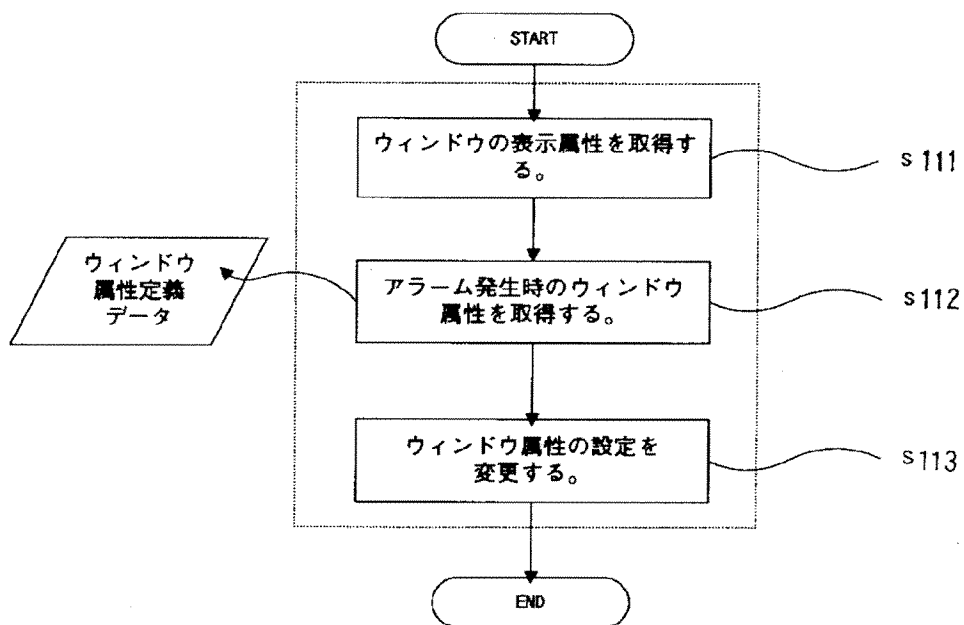 START
ウィンドウの表示属性を取得す
る。
s111
ウィンドウ
属性定義
データ
アラーム発生時のウィンドウ
属性を取得する。
s112
ウィンドウ属性の設定を
変更する。
s113
END